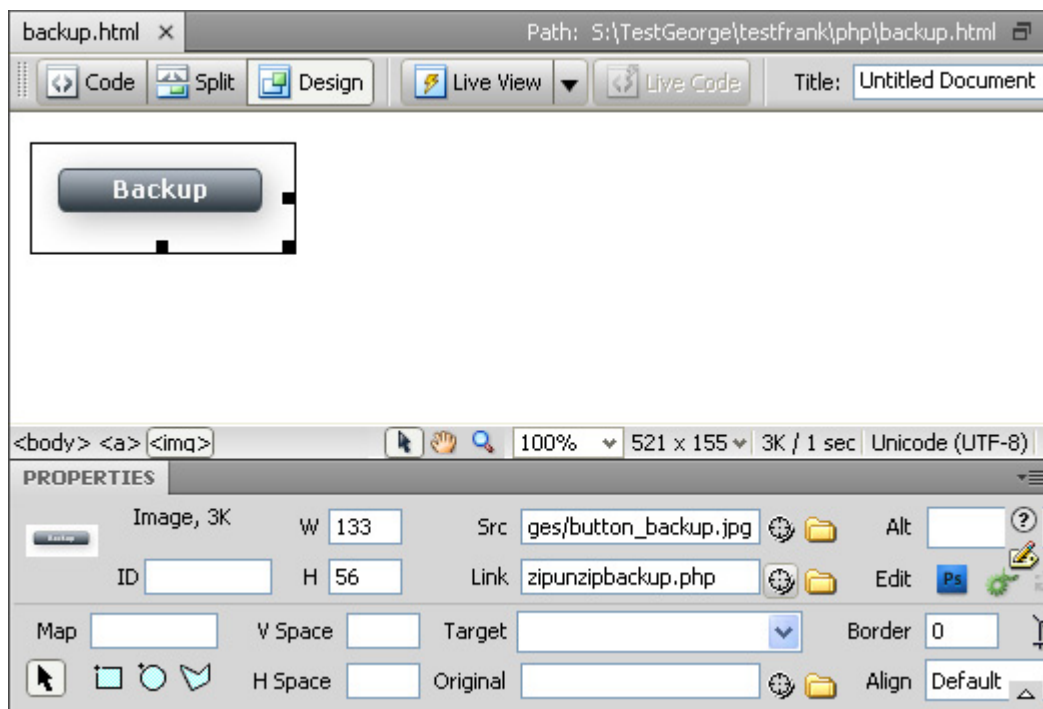 backup.html
Path: S:\TestGeorge\testfrank\php\backup.html
Code Split Design Live View Live Code Title: Untitled Document
Backup
<body> <a> <img> 100% 521 x 155 3K / 1 sec Unicode (UTF-8)
PROPERTIES
Image, 3K W 133 Src ges/button_backup.jpg Alt
ID H 56 Link zipunzipbackup.php Edit Ps
Map V Space Target Border 0
H Space Original Align Default